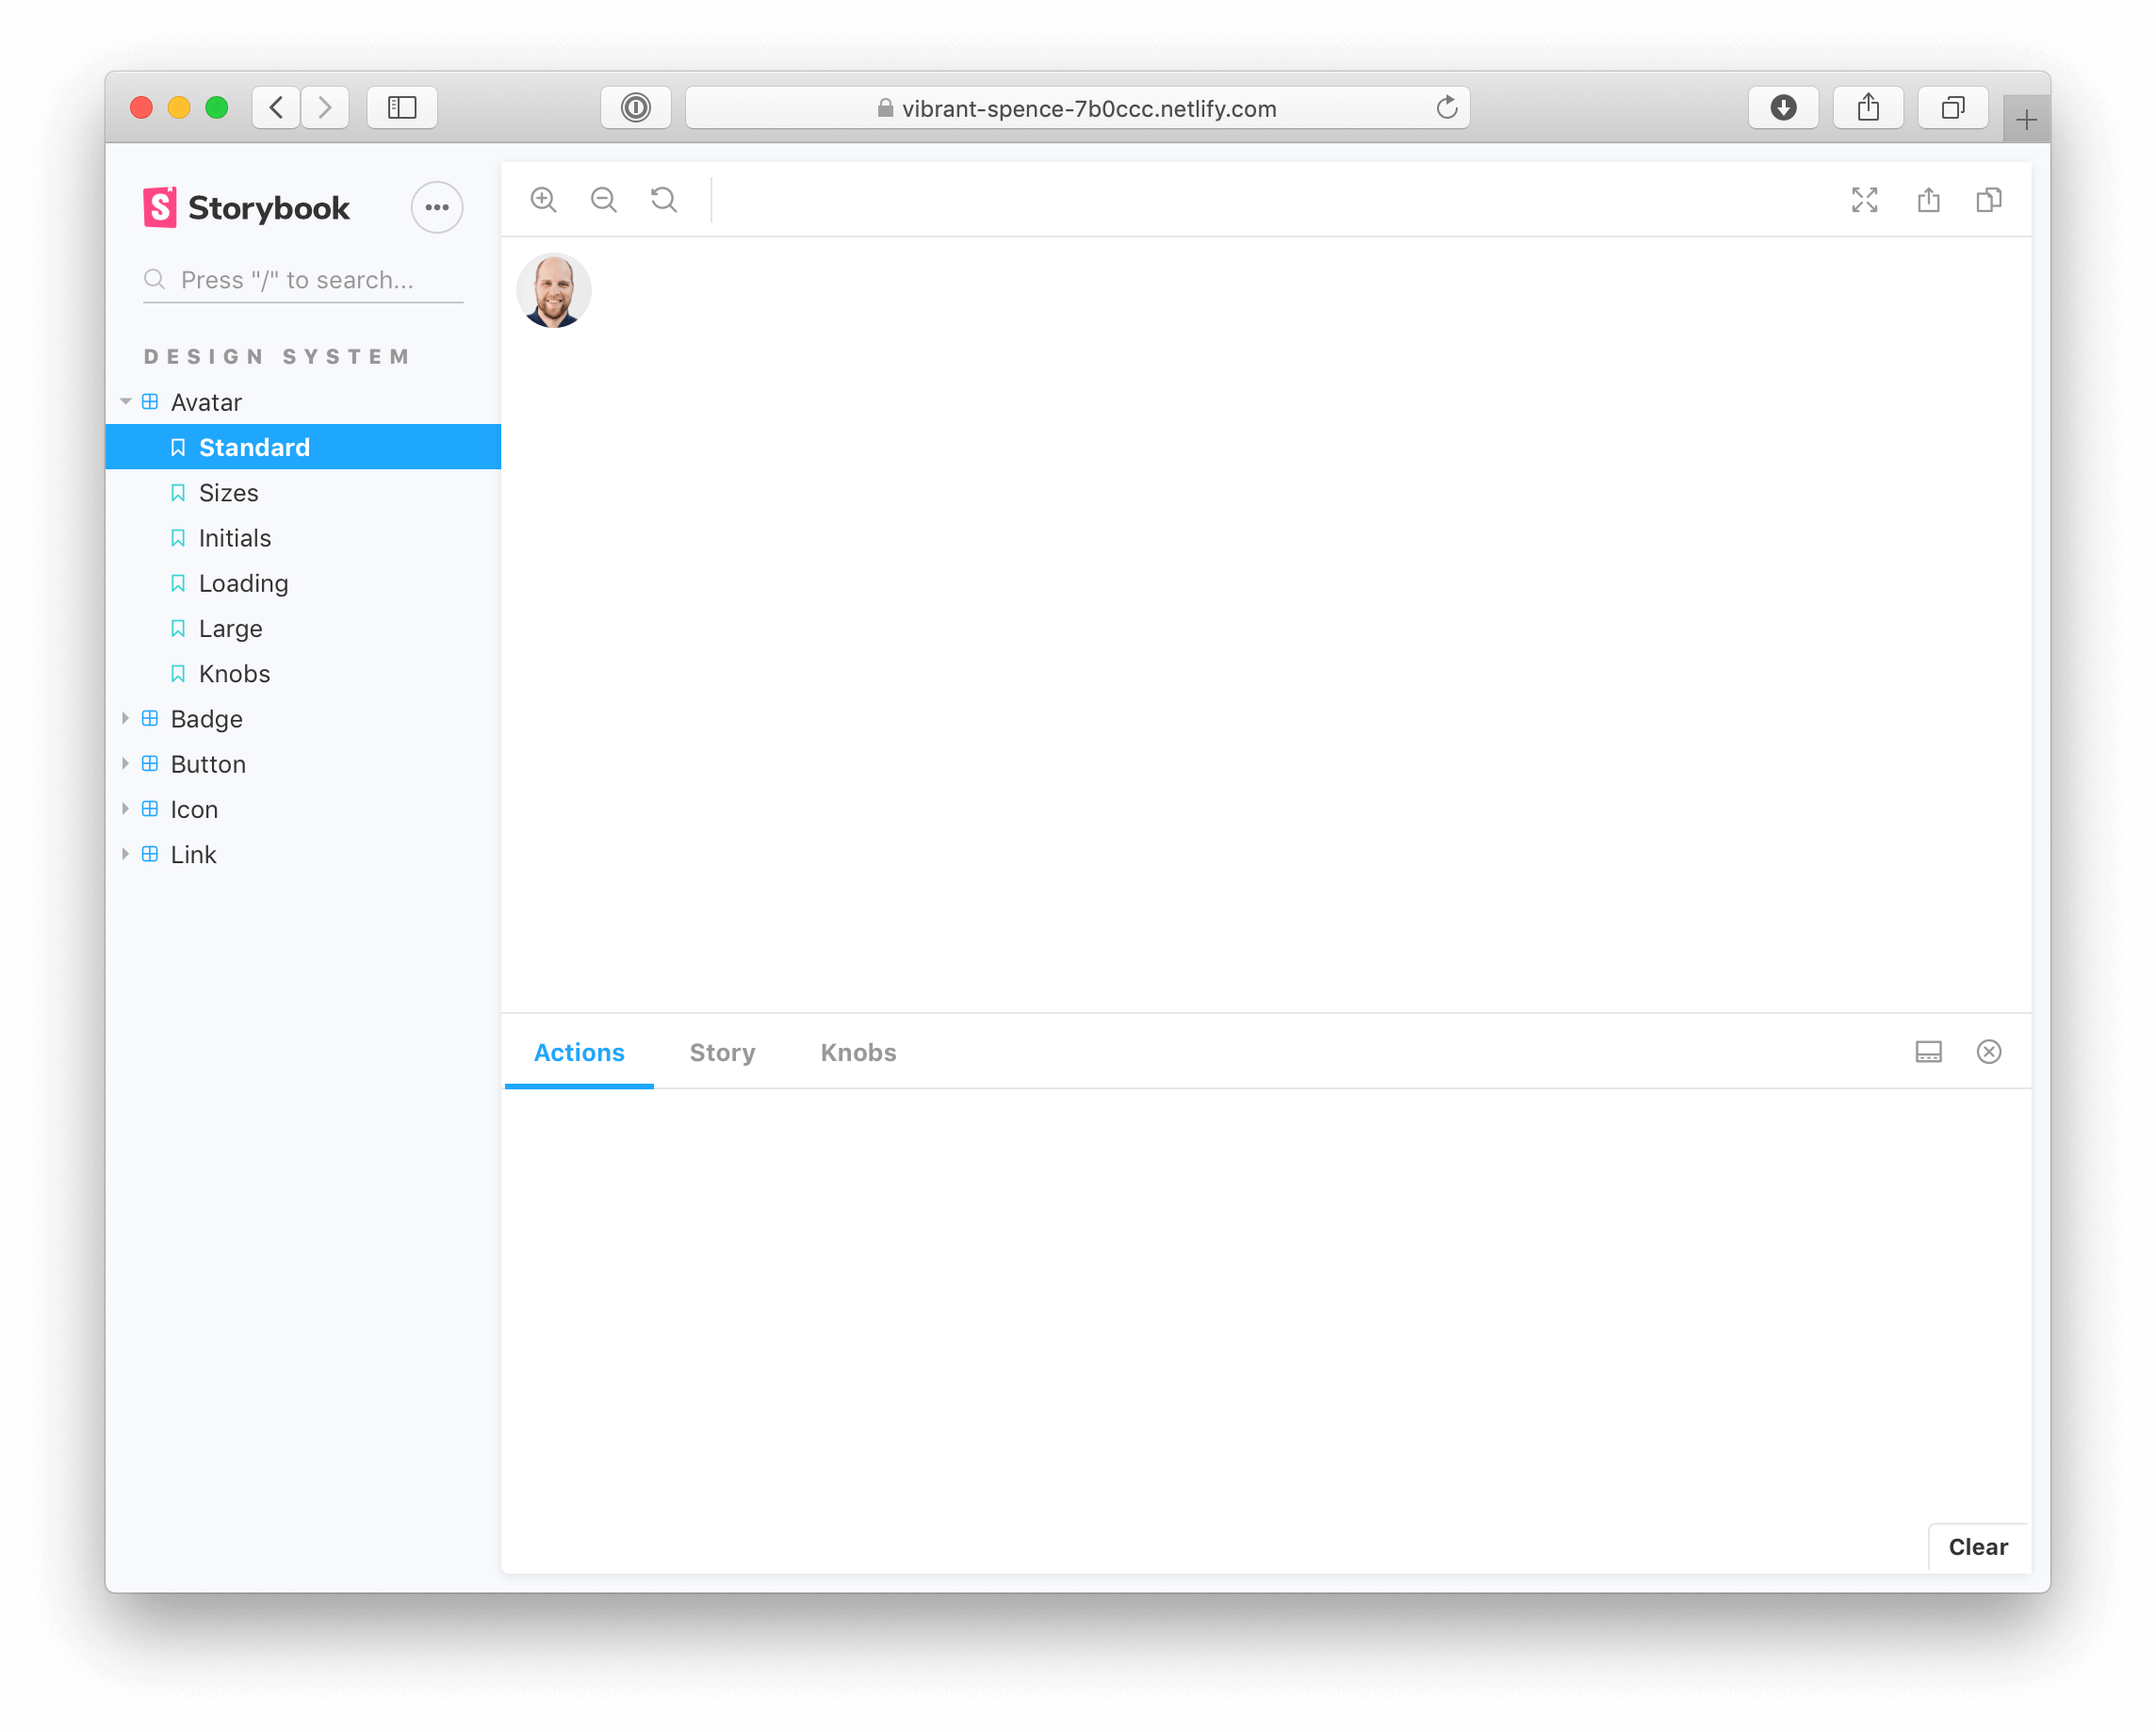 vibrant-spence-7b0ccc.netlify.com
Storybook
Press "/" to search...
DESIGN SYSTEM
Avatar
Standard
Sizes
Initials
Loading
Large
Knobs
Badge
Button
Icon
Link
Actions Story Knobs
Clear